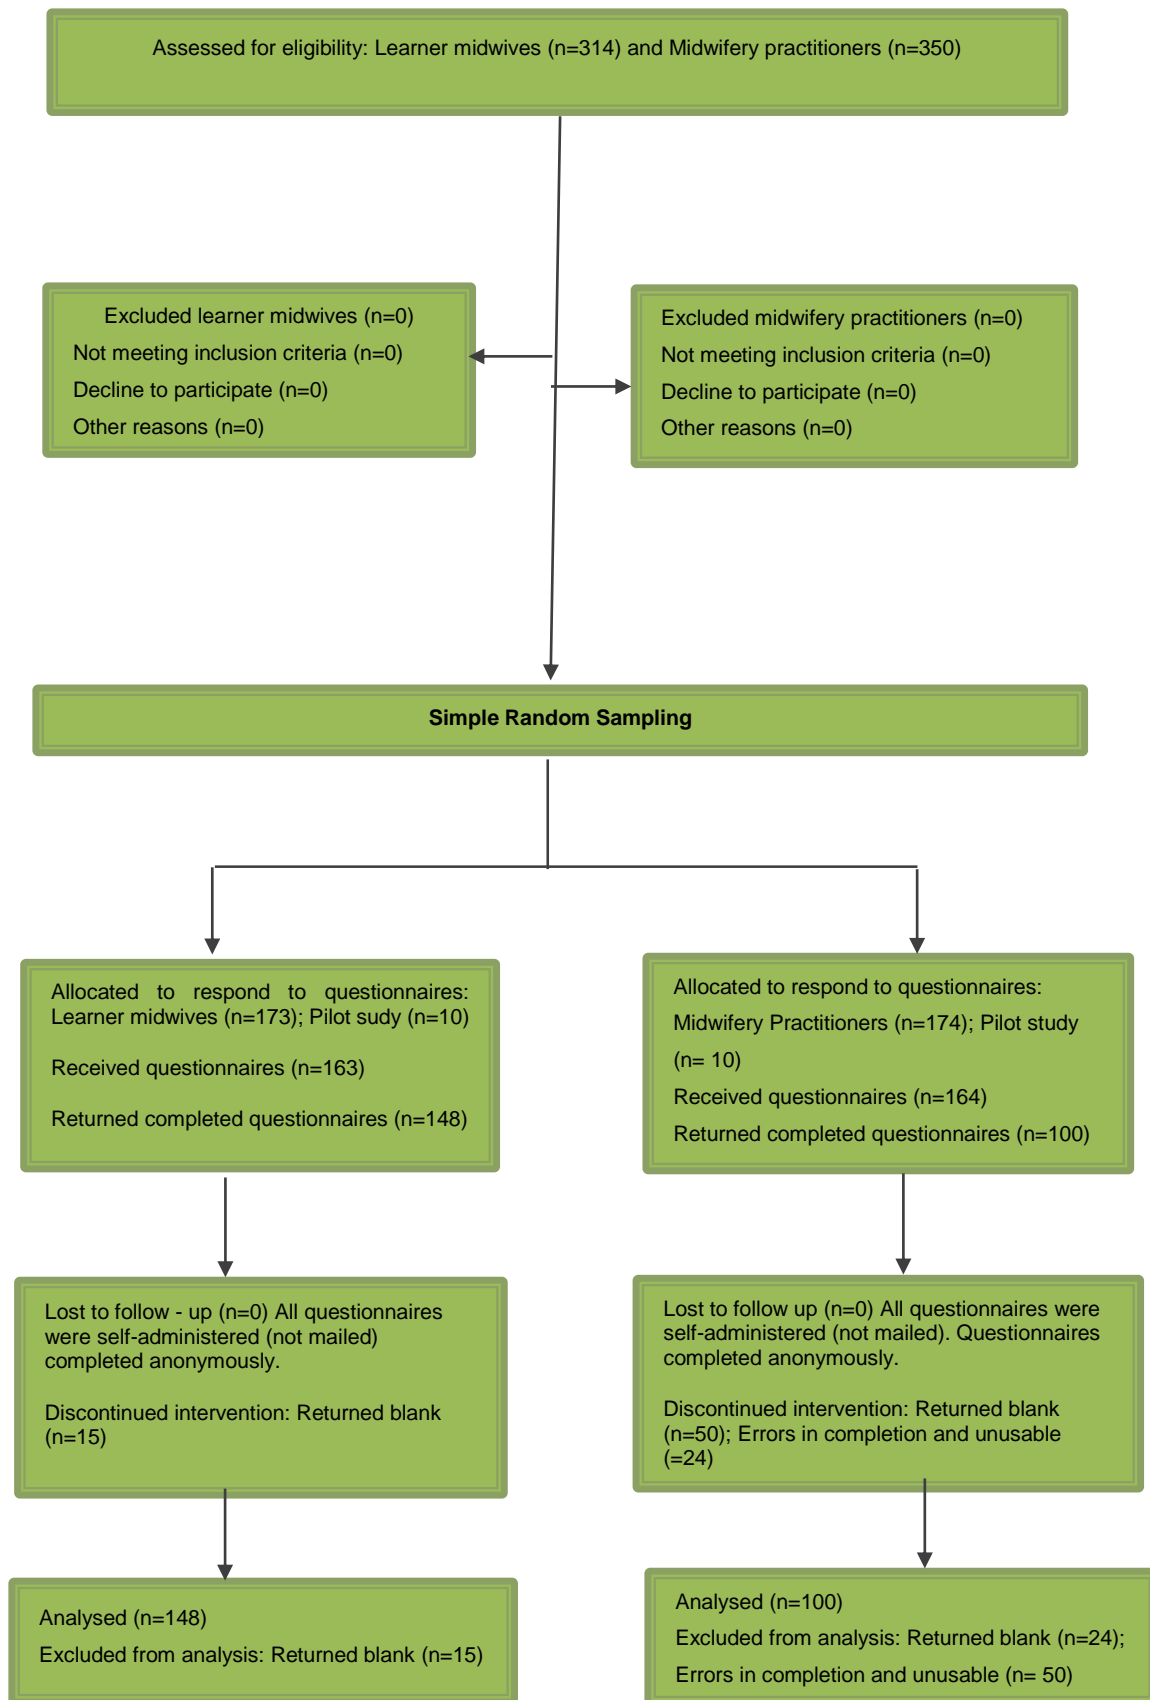 Assessed for eligibility: Learner midwives (n=314) and Midwifery practitioners (n=350)
Excluded learner midwives (n=0)
Not meeting inclusion criteria (n=0)
Decline to participate (n=0)
Other reasons (n=0)
Excluded midwifery practitioners (n=0)
Not meeting inclusion criteria (n=0)
Decline to participate (n=0)
Other reasons (n=0)
Simple Random Sampling
Allocated to respond to questionnaires:
Learner midwives (n=173); Pilot sudy (n=10)
Received questionnaires (n=163)
Returned completed questionnaires (n=148)
Allocated to respond to questionnaires:
Midwifery Practitioners (n=174); Pilot study
(n= 10)
Received questionnaires (n=164)
Returned completed questionnaires (n=100)
Lost to follow - up (n=0) All questionnaires
were self-administered (not mailed)
completed anonymously.
Discontinued intervention: Returned blank
(n=15)
Lost to follow up (n=0) All questionnaires were
self-administered (not mailed). Questionnaires
completed anonymously.
Discontinued intervention: Returned blank
(n=50); Errors in completion and unusable
(=24)
Analysed (n=148)
Excluded from analysis: Returned blank (n=15)
Analysed (n=100)
Excluded from analysis: Returned blank (n=24);
Errors in completion and unusable (n= 50)